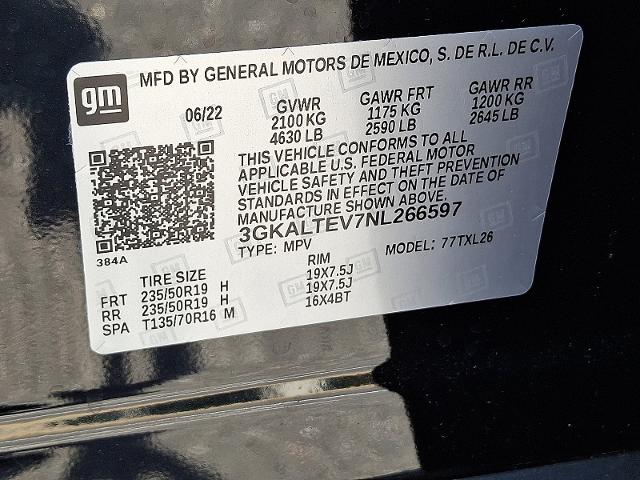 gm
MFD BY GENERAL MOTORS DE MEXICO, S. DE R.L. DE C.V.
06/22 GVWR GAWR FRT GAWR RR
2100 KG 1175 KG 1200 KG
4630 LB 2590 LB 2645 LB
THIS VEHICLE CONFORMS TO ALL
APPLICABLE U.S. FEDERAL MOTOR
VEHICLE SAFETY AND THEFT PREVENTION
STANDARDS IN EFFECT ON THE DATE OF
MANUFACTURE SHOWN ABOVE.
3GKALTEV7NL266597
384A
TYPE: MPV MODEL: 77TXL26
TIRE SIZE RIM
FRT 235/50R19 H 19X7.5J
RR 235/50R19 H 19X7.5J
SPA T135/70R16 M 16X4BT